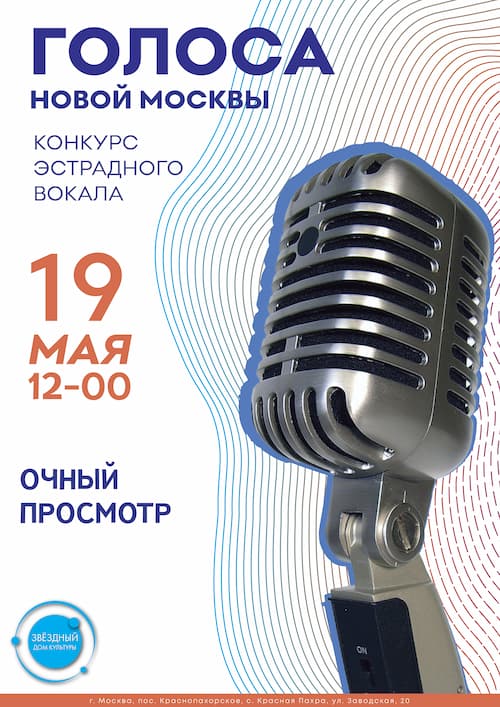 ГОЛОСА
НОВОЙ МОСКВЫ
КОНКУРС
ЭСТРАДНОГО
ВОКАЛА
19
МАЯ
12-00
ОЧНЫЙ
ПРОСМОТР
ЗВЁЗДНЫЙ
ДОМ КУЛЬТУРЫ
ON
г. Москва, пос. Краснопахорское, с. Красная Пахра, ул. Заводская, 20